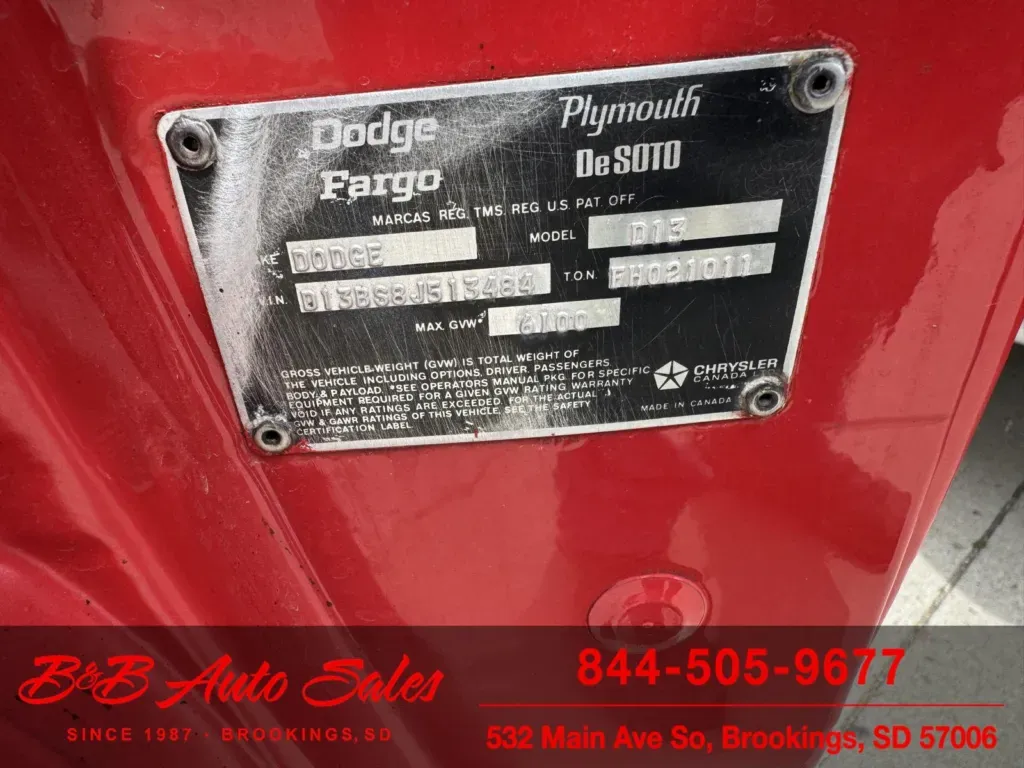 Dodge
Plymouth
Fargo
DeSOTO
MARCAS REG. TMS. REG. U.S. PAT. OFF
KE DODGE
MODEL D13
V.I.N. D13BS8J513484
T.O.N. FH021011
MAX. GVW* 6100
GROSS VEHICLE WEIGHT (GVW) IS TOTAL WEIGHT OF
THE VEHICLE INCLUDING OPTIONS, DRIVER, PASSENGERS
BODY & PAYLOAD. *SEE OPERATORS MANUAL PKG. FOR SPECIFIC
EQUIPMENT REQUIRED FOR A GIVEN GVW RATING WARRANTY
VOID IF ANY RATINGS ARE EXCEEDED. FOR THE ACTUAL
GVW & GAWR RATINGS OF THIS VEHICLE, SEE THE SAFETY
CERTIFICATION LABEL
CHRYSLER
CANADA
MADE IN CANADA
B&B Auto Sales
SINCE 1987 · BROOKINGS, SD
844-505-9677
532 Main Ave So, Brookings, SD 57006